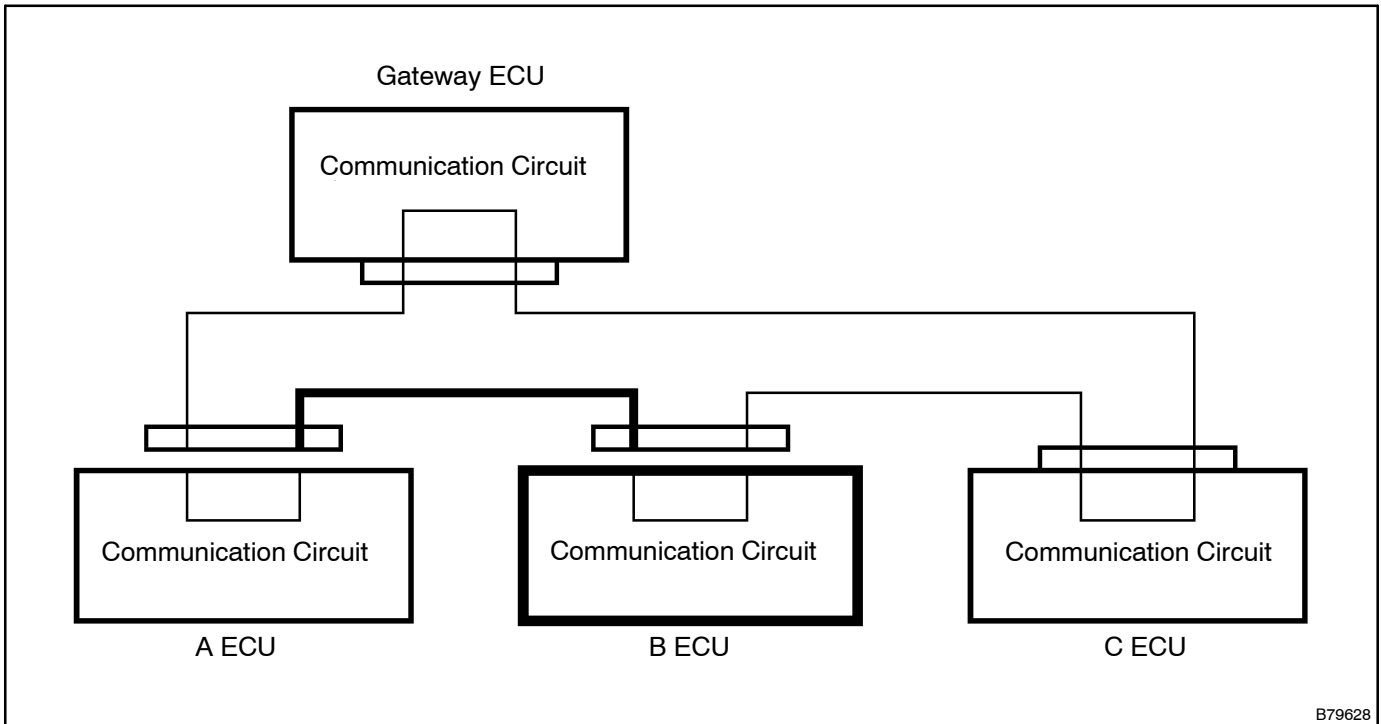 Gateway ECU
Communication Circuit
Communication Circuit
Communication Circuit
Communication Circuit
A ECU
B ECU
C ECU
B79628